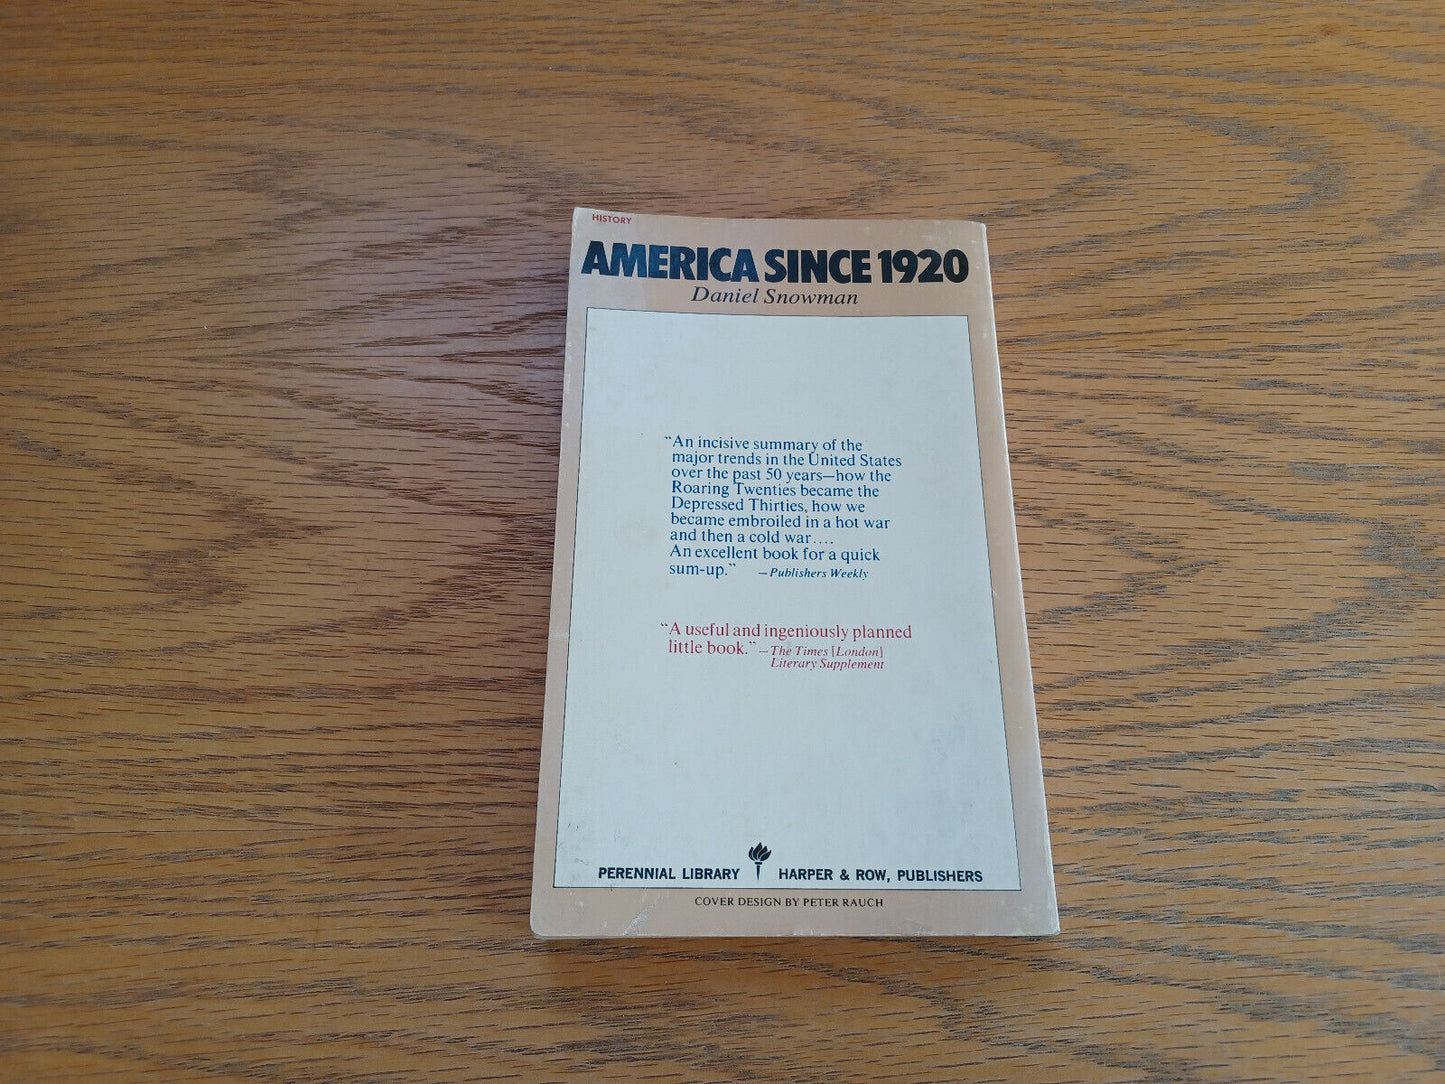 HISTORY
AMERICA SINCE 1920
Daniel Snowman
“An incisive summary of the
major trends in the United States
over the past 50 years—how the
Roaring Twenties became the
Depressed Thirties, how we
became embroiled in a hot war
and then a cold war....
An excellent book for a quick
sum-up.” —Publishers Weekly
“A useful and ingeniously planned
little book.” —The Times [London]
Literary Supplement
PERENNIAL LIBRARY HARPER & ROW, PUBLISHERS
COVER DESIGN BY PETER RAUCH